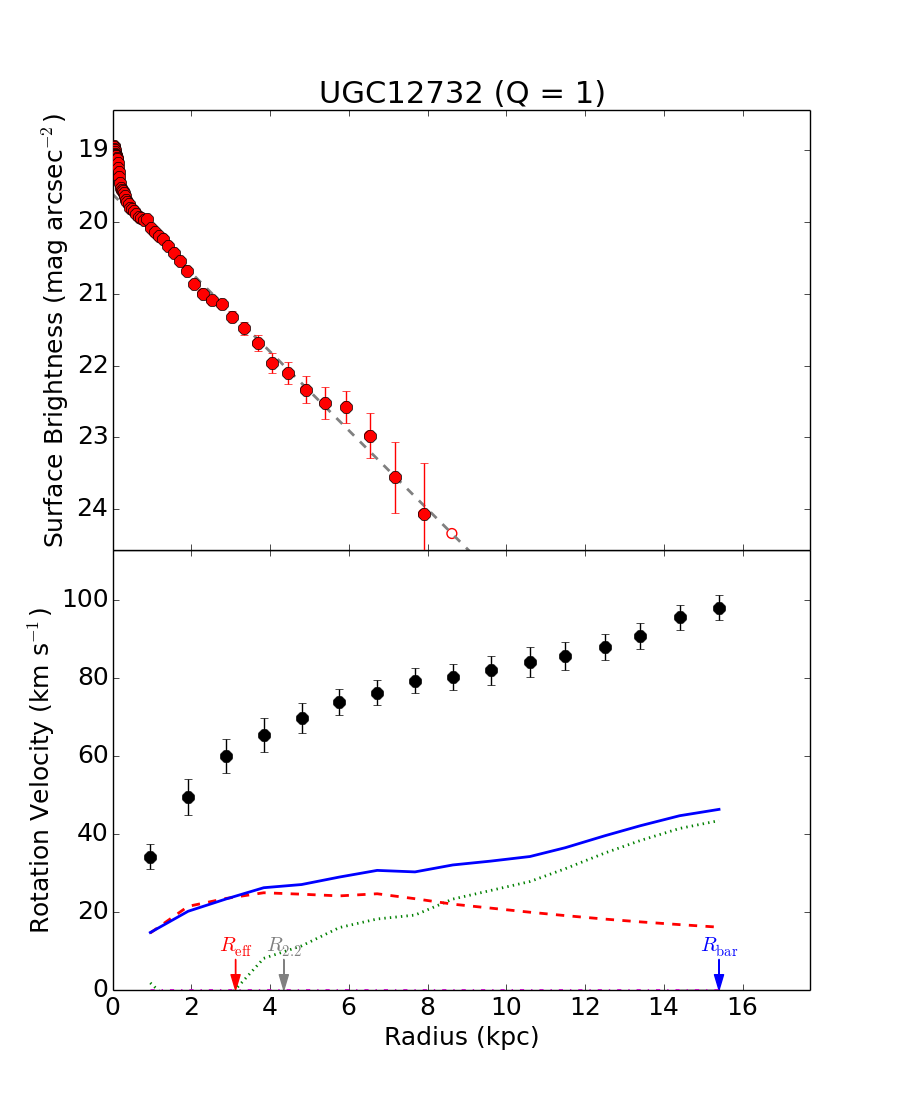 UGC12732 (Q = 1)
Surface Brightness (mag arcsec⁻²)
19
20
21
22
23
24
Rotation Velocity (km s⁻¹)
100
80
60
40
20
0
R_eff R_2.2 R_bar
0 2 4 6 8 10 12 14 16
Radius (kpc)